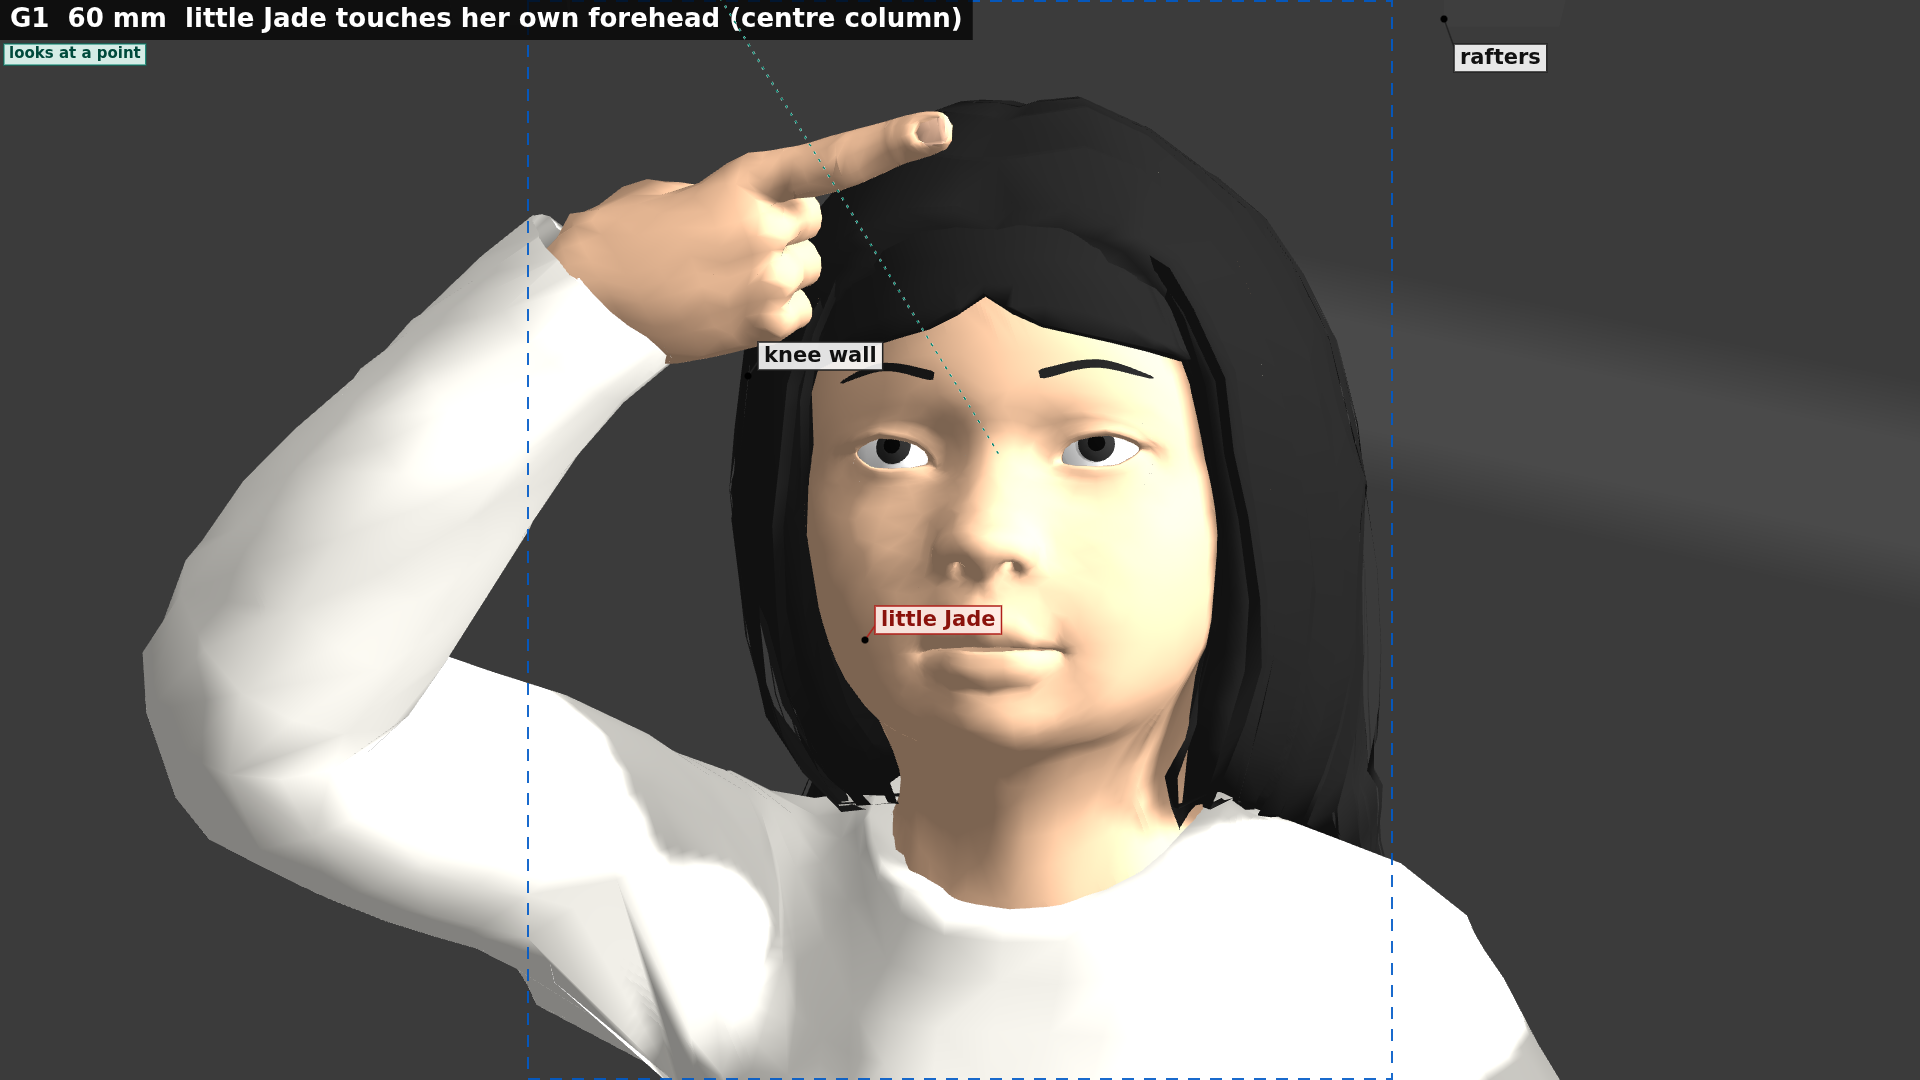 G1  60 mm  little Jade touches her own forehead (centre column)
looks at a point
rafters
knee wall
little Jade